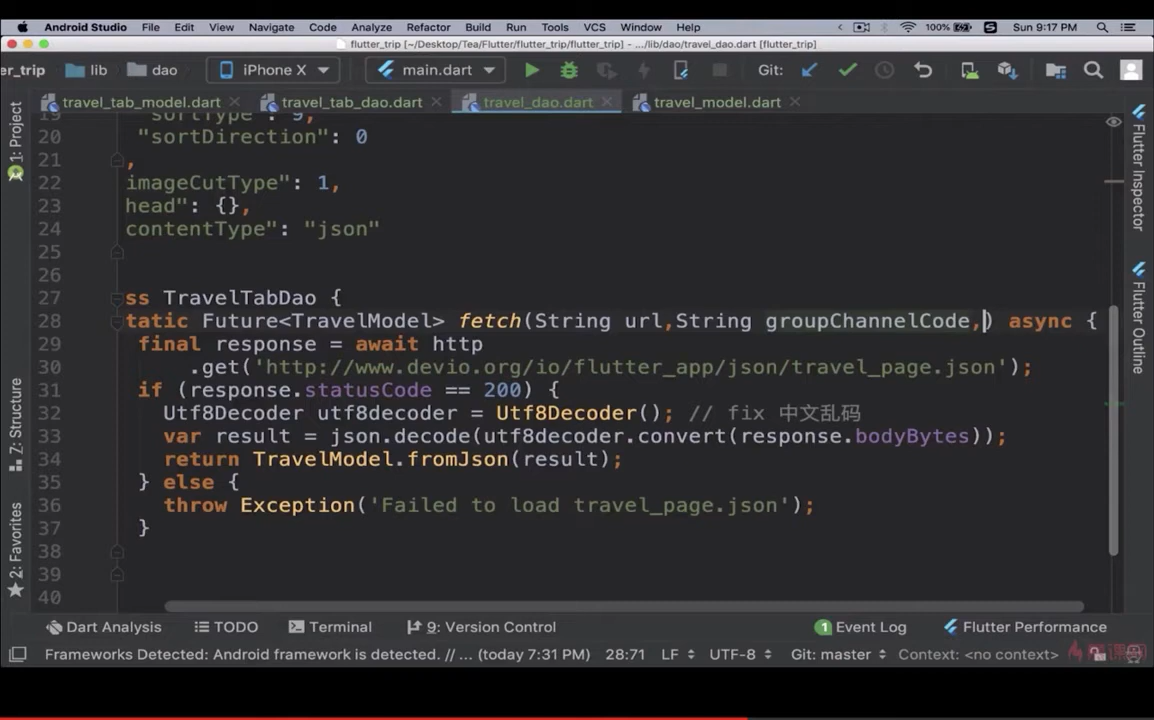 Android Studio File Edit View Navigate Code Analyze Refactor Build Run Tools VCS Window Help 100% Sun 9:17 PM
flutter_trip [~/Desktop/Tea/Flutter/flutter_trip/flutter_trip] - .../lib/dao/travel_dao.dart [flutter_trip]
er_trip lib dao iPhone X main.dart Git:
travel_tab_model.dart travel_tab_dao.dart travel_dao.dart travel_model.dart
1: Project
Z: Structure
2: Favorites
19 "sortType" 9,
20 "sortDirection": 0
21 ,
22 imageCutType": 1,
23 head": {},
24 contentType": "json"
25
26
27 ss TravelTabDao {
28 tatic Future<TravelModel> fetch(String url,String groupChannelCode,) async {
29 final response = await http
30 .get('http://www.devio.org/io/flutter_app/json/travel_page.json');
31 if (response.statusCode == 200) {
32 Utf8Decoder utf8decoder = Utf8Decoder(); // fix 中文乱码
33 var result = json.decode(utf8decoder.convert(response.bodyBytes));
34 return TravelModel.fromJson(result);
35 } else {
36 throw Exception('Failed to load travel_page.json');
37 }
38
39
40
Flutter Inspector
Flutter Outline
Dart Analysis TODO Terminal 9: Version Control 1 Event Log Flutter Performance
Frameworks Detected: Android framework is detected. // ... (today 7:31 PM) 28:71 LF UTF-8 Git: master Context: <no context>